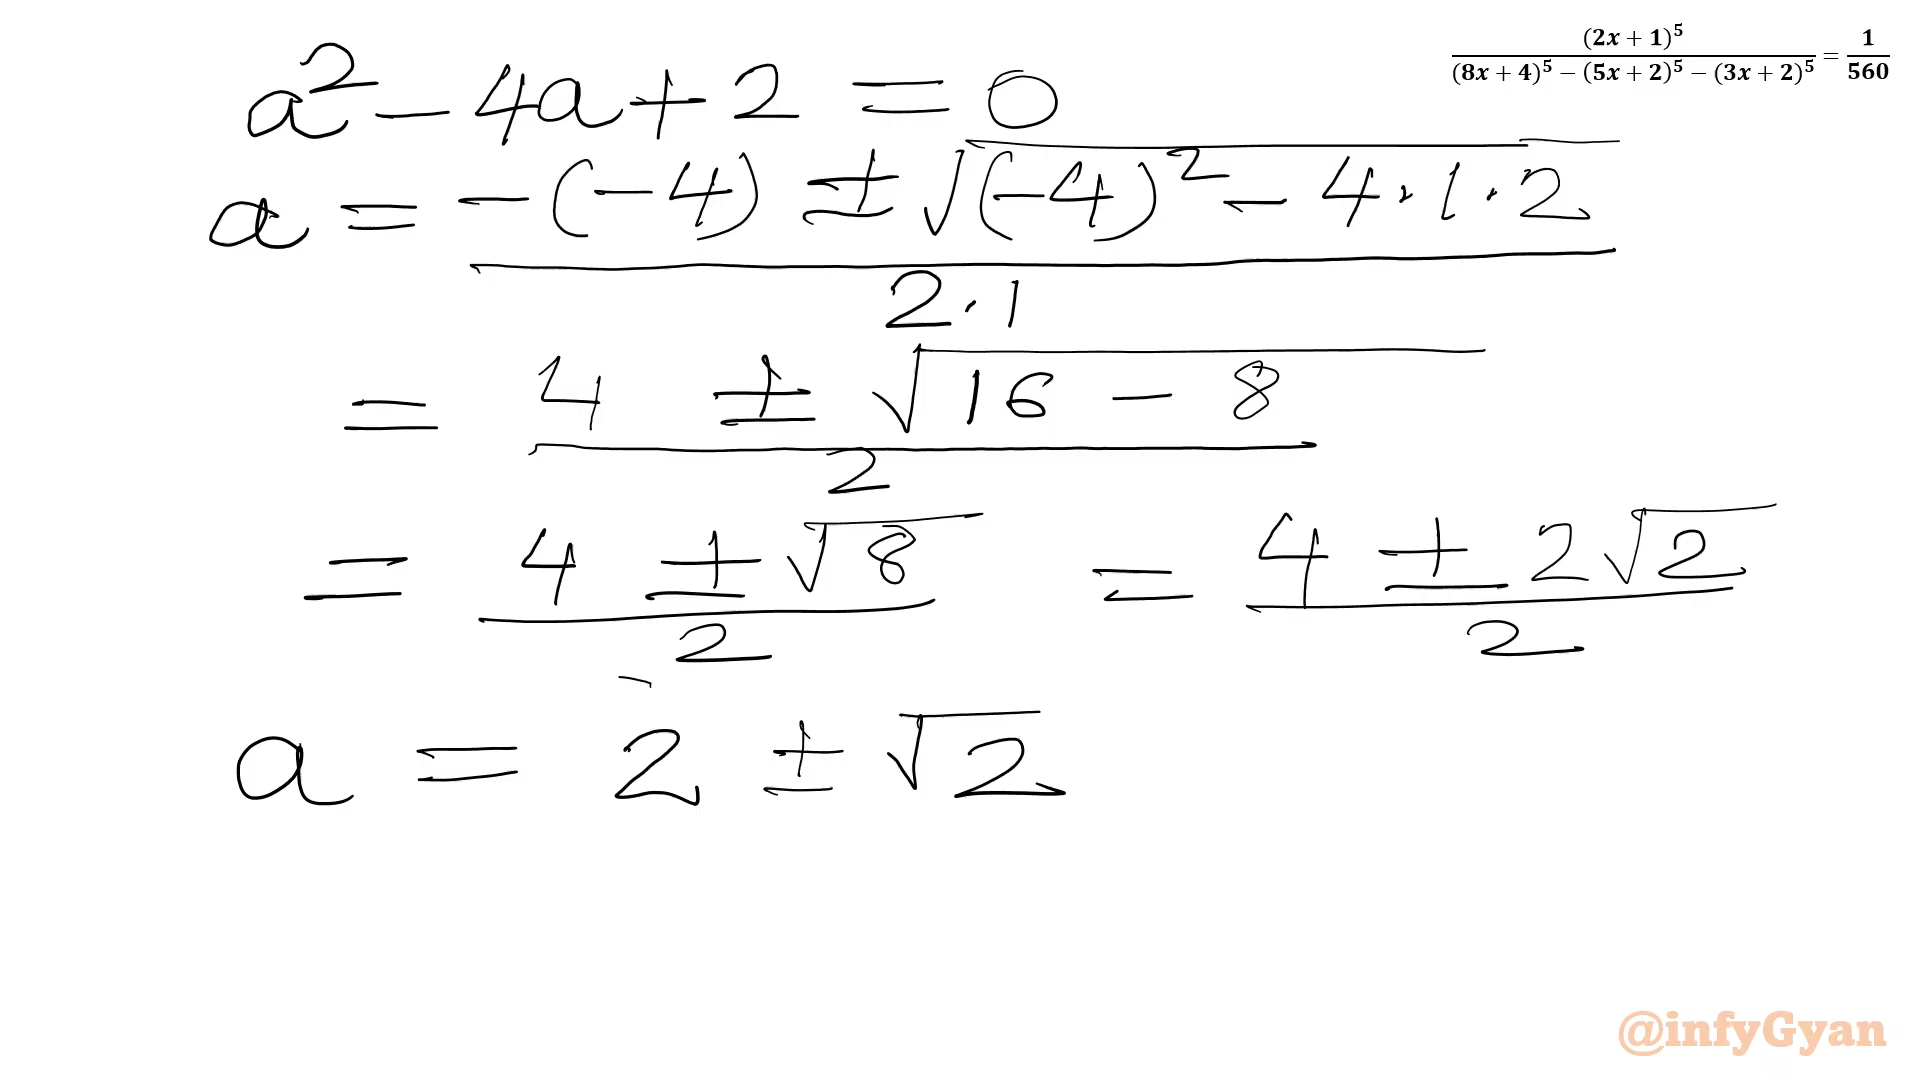 (2x + 1)⁵ / ((8x + 4)⁵ − (5x + 2)⁵ − (3x + 2)⁵) = 1/560
a² − 4a + 2 = 0
a = (−(−4) ± √((−4)² − 4·1·2)) / (2·1)
= (4 ± √(16 − 8)) / 2
= (4 ± √8) / 2 = (4 ± 2√2) / 2
a = 2 ± √2
@infyGyan